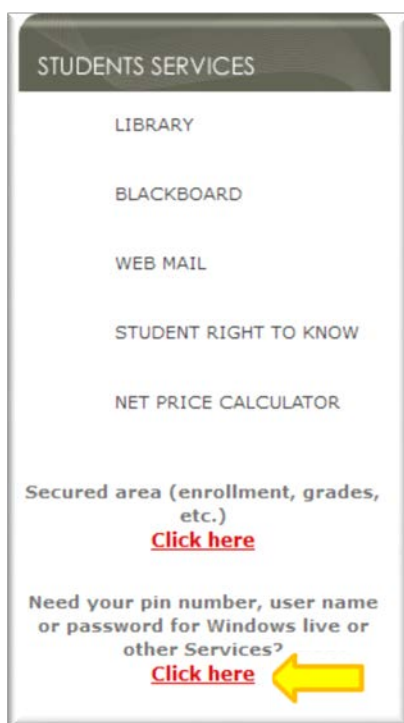 STUDENTS SERVICES
LIBRARY
BLACKBOARD
WEB MAIL
STUDENT RIGHT TO KNOW
NET PRICE CALCULATOR
Secured area (enrollment, grades,
etc.)
Click here
Need your pin number, user name
or password for Windows live or
other Services?
Click here